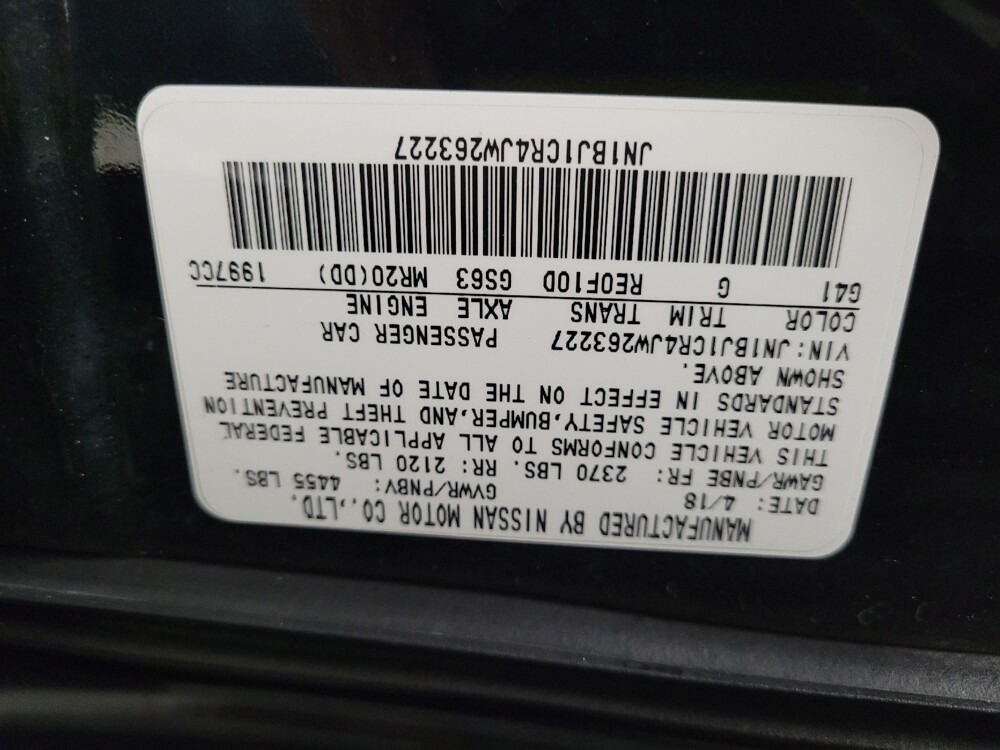 MANUFACTURED BY NISSAN MOTOR CO.,LTD.
DATE: 4/18 GVWR/PNBV: 4455 LBS.
GAWR/PNBE FR: 2370 LBS. RR: 2120 LBS.
THIS VEHICLE CONFORMS TO ALL APPLICABLE FEDERAL
MOTOR VEHICLE SAFETY,BUMPER,AND THEFT PREVENTION
STANDARDS IN EFFECT ON THE DATE OF MANUFACTURE
SHOWN ABOVE.
VIN:JN1BJ1CR4JW263227 PASSENGER CAR
COLOR TRIM TRANS AXLE ENGINE
G41 G RE0F10D GS63 MR20(DD) 1997CC
JN1BJ1CR4JW263227